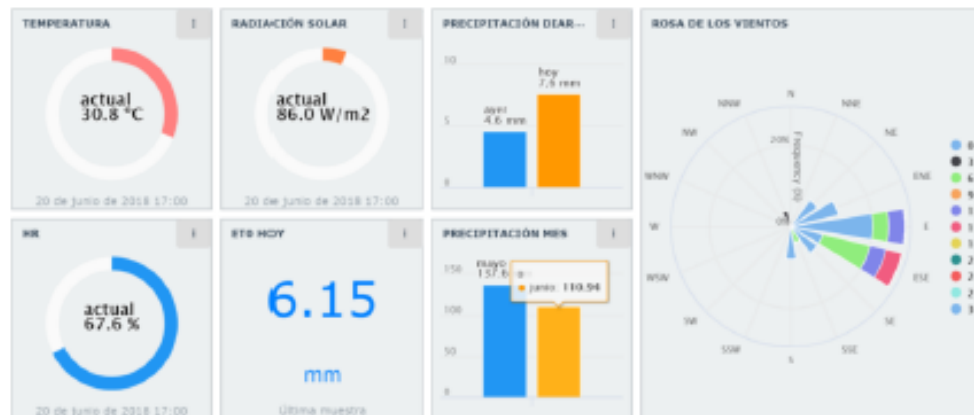 TEMPERATURA
actual
30.8 °C
20 de junio de 2018 17:00
RADIACIÓN SOLAR
actual
86.0 W/m2
20 de junio de 2018 17:00
PRECIPITACIÓN DIAR...
10
5
0
ayer
4.6 mm
hoy
7.6 mm
ROSA DE LOS VIENTOS
N
NNE
NE
ENE
E
ESE
SE
SSE
S
SSW
SW
WSW
W
WNW
NW
NNW
Frequency (%)
20%
0%
HR
actual
67.6 %
20 de junio de 2018 17:00
ET0 HOY
6.15
mm
Última muestra
PRECIPITACIÓN MES
150
100
50
0
mayo
137.6
junio: 110.94